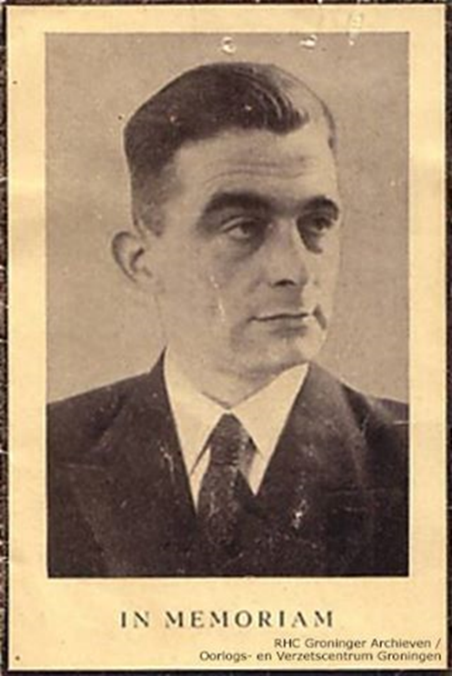 IN MEMORIAM
RHC Groninger Archieven /
Oorlogs- en Verzetscentrum Groningen